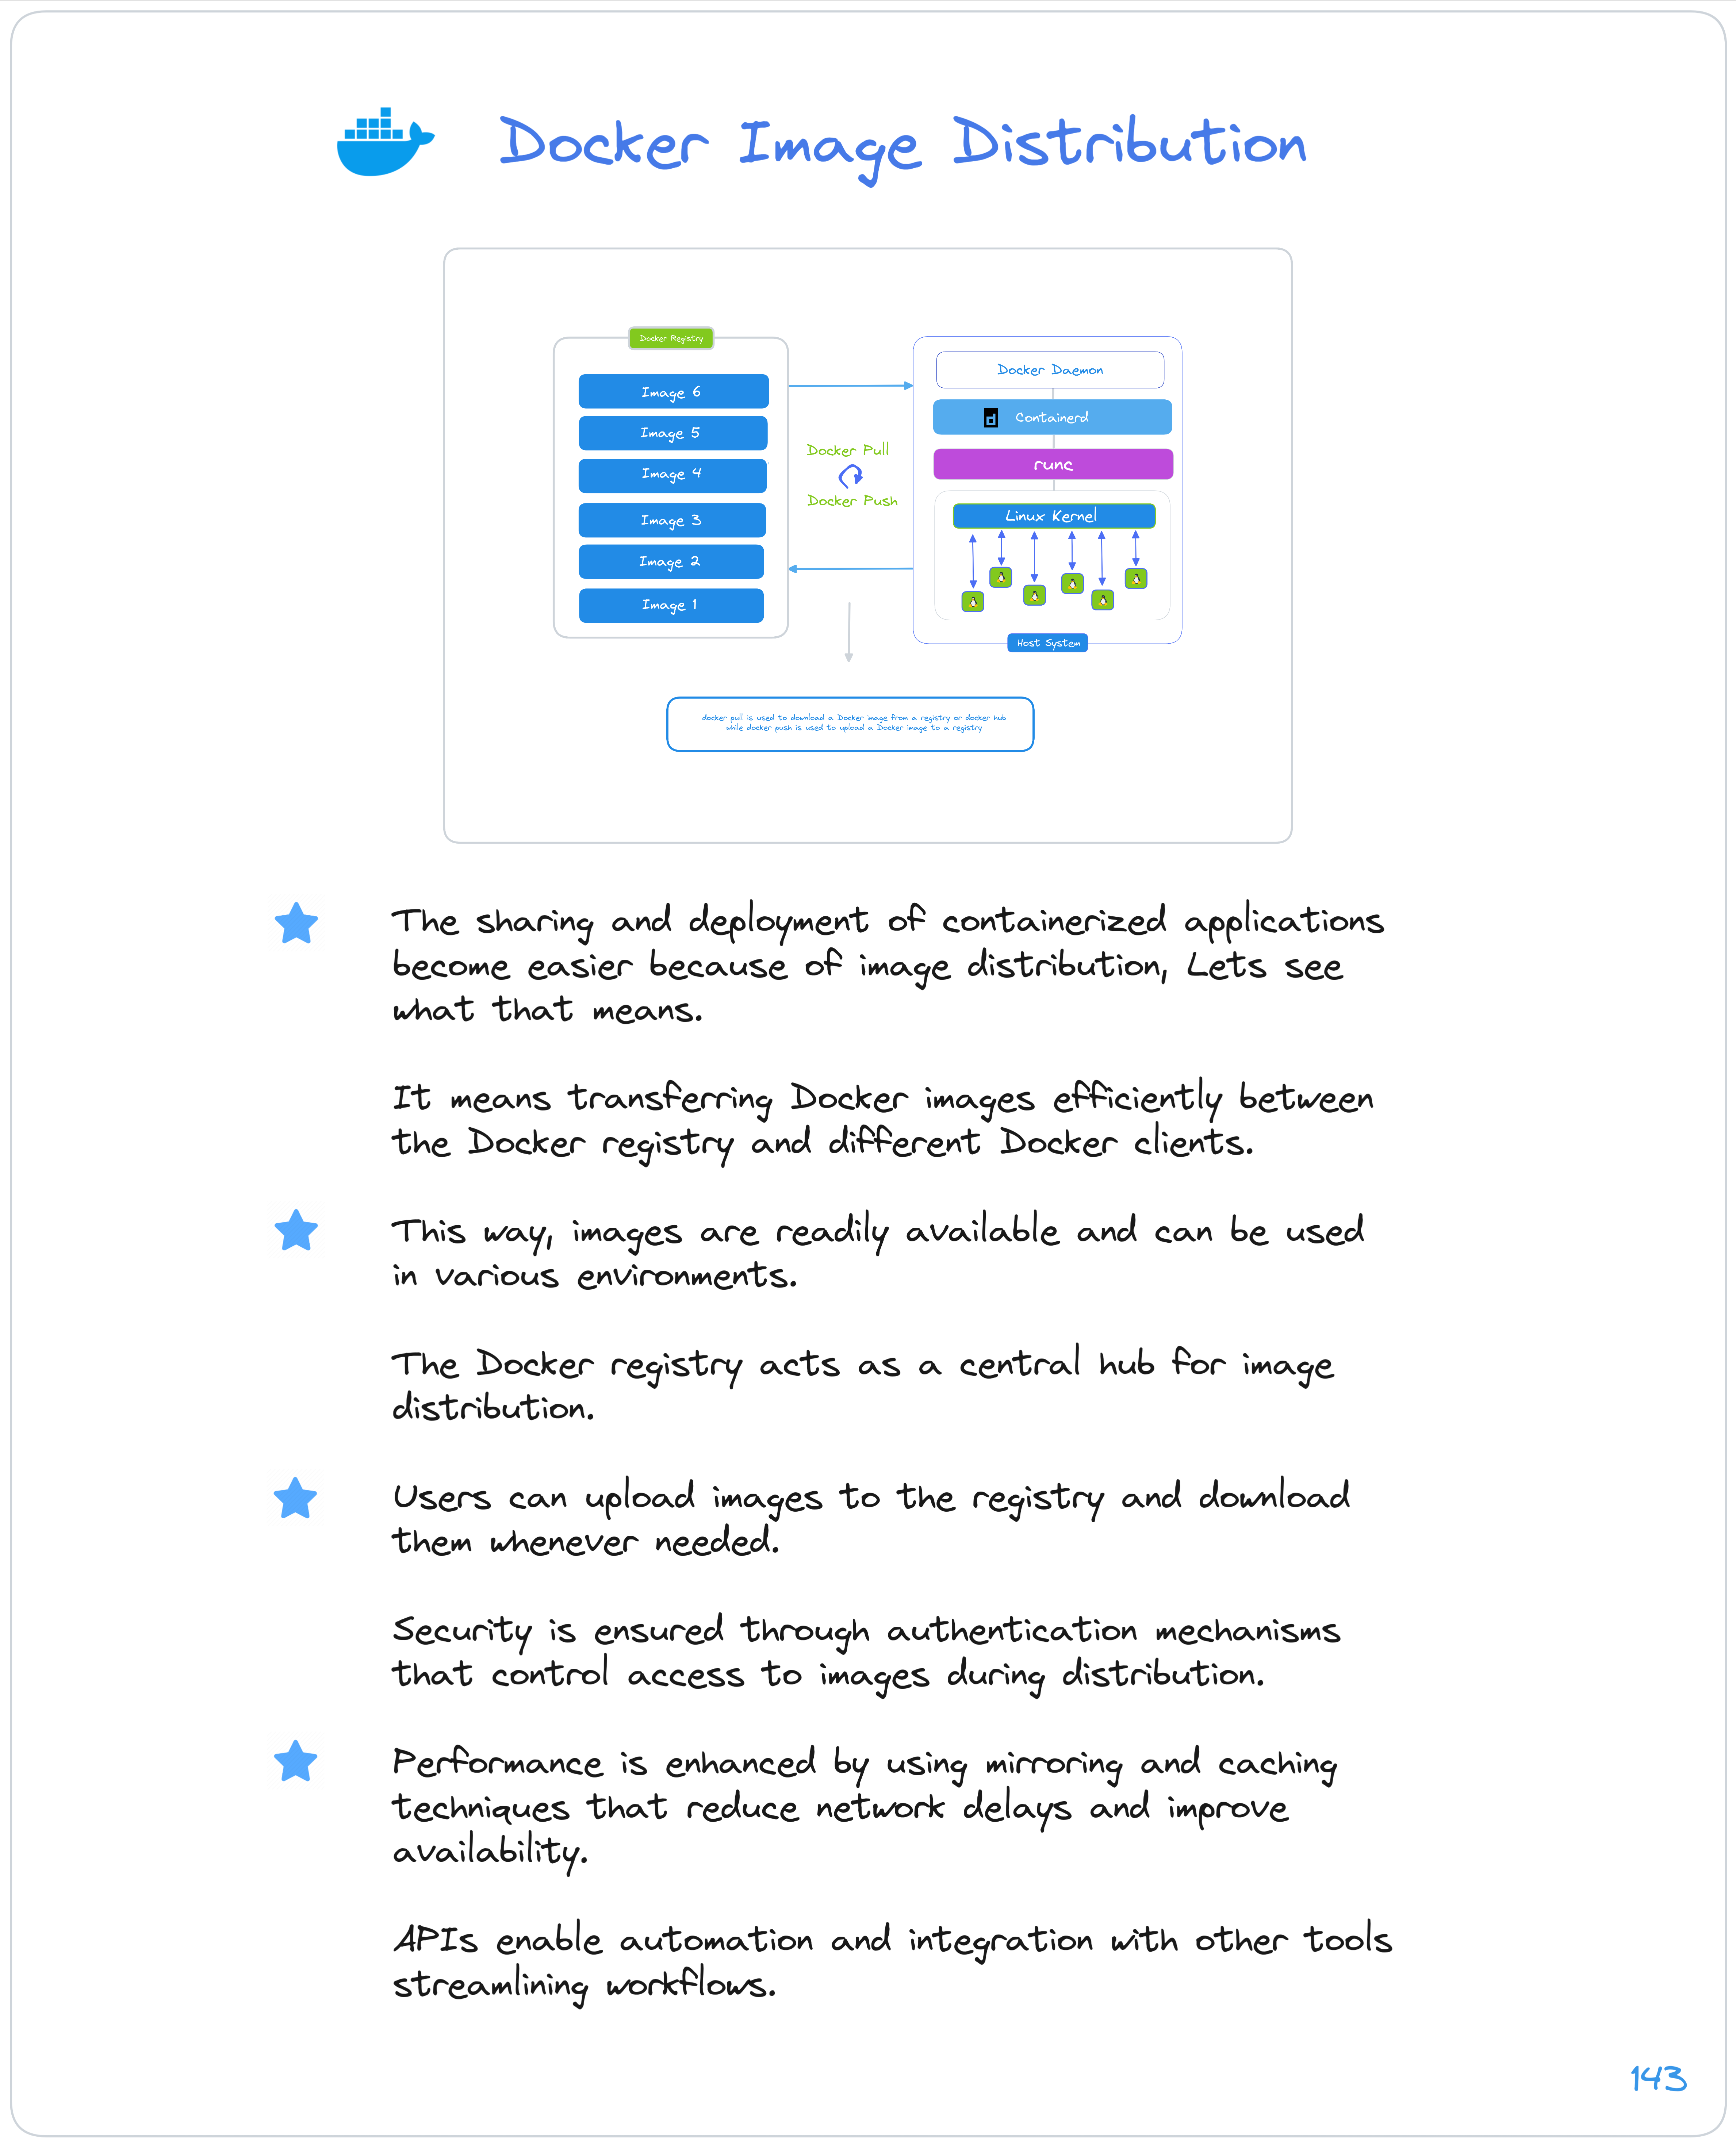 Docker Image Distribution
Docker Registry
Image 6
Image 5
Image 4
Image 3
Image 2
Image 1
Docker Pull
Docker Push
Docker Daemon
Containerd
runc
Linux Kernel
Host System
docker pull is used to download a Docker image from a registry or docker hub
while docker push is used to upload a Docker image to a registry
The sharing and deployment of containerized applications
become easier because of image distribution, Lets see
what that means.
It means transferring Docker images efficiently between
the Docker registry and different Docker clients.
This way, images are readily available and can be used
in various environments.
The Docker registry acts as a central hub for image
distribution.
Users can upload images to the registry and download
them whenever needed.
Security is ensured through authentication mechanisms
that control access to images during distribution.
Performance is enhanced by using mirroring and caching
techniques that reduce network delays and improve
availability.
APIs enable automation and integration with other tools
streamlining workflows.
143